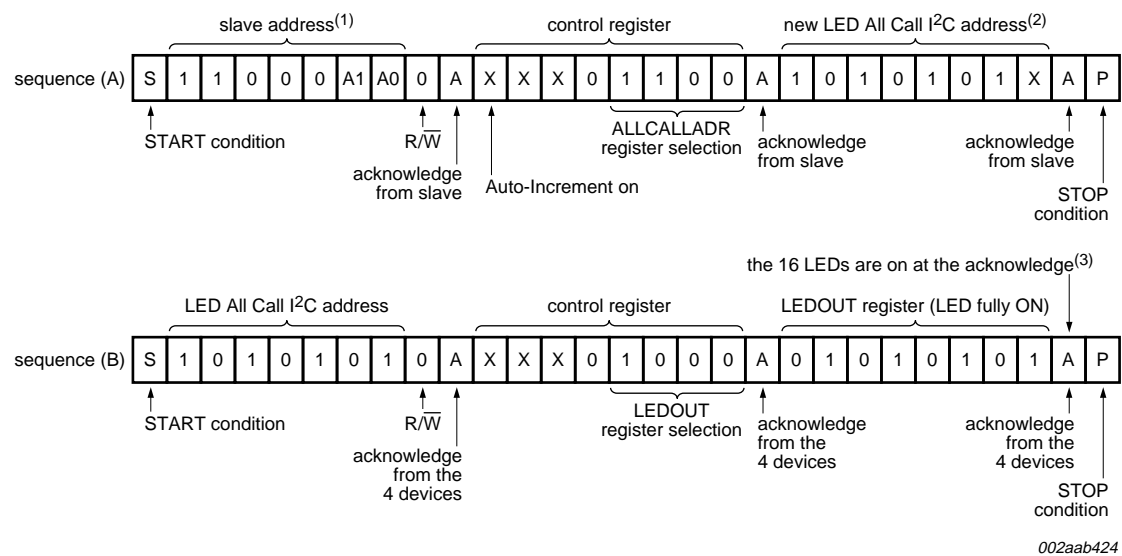 slave address(1) control register new LED All Call I2C address(2)
sequence (A) S 1 1 0 0 0 A1 A0 0 A X X X 0 1 1 0 0 A 1 0 1 0 1 0 1 X A P
START condition R/W ALLCALLADR acknowledge acknowledge
acknowledge register selection from slave from slave
from slave Auto-Increment on STOP
condition
the 16 LEDs are on at the acknowledge(3)
LED All Call I2C address control register LEDOUT register (LED fully ON)
sequence (B) S 1 0 1 0 1 0 1 0 A X X X 0 1 0 0 0 A 0 1 0 1 0 1 0 1 A P
START condition R/W LEDOUT acknowledge acknowledge
acknowledge register selection from the from the
from the 4 devices 4 devices
4 devices STOP
condition
002aab424